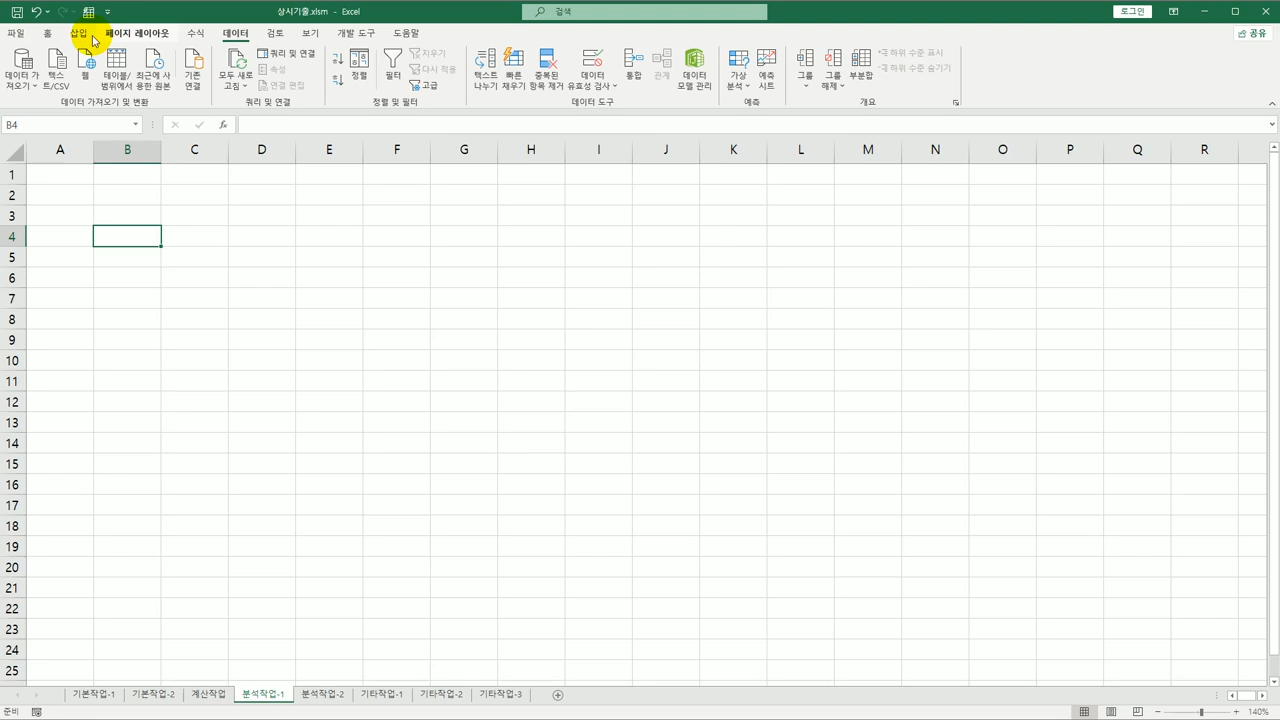 상시기출.xlsm - Excel
검색
로그인
파일 홈 삽입 페이지 레이아웃 수식 데이터 검토 보기 개발 도구 도움말
공유
데이터 가져오기 텍스트/CSV 웹 테이블/범위에서 최근에 사용한 원본 기존 연결
모두 새로 고침 쿼리 및 연결 속성 연결 편집
정렬 필터 지우기 다시 적용 고급
텍스트 나누기 빠른 채우기 중복된 항목 제거 데이터 유효성 검사 통합 관계 데이터 모델 관리
가상 분석 예측 시트
그룹 그룹 해제 부분합 하위 수준 표시 하위 수준 숨기기
데이터 가져오기 및 변환 쿼리 및 연결 정렬 및 필터 데이터 도구 예측 개요
B4 fx
A B C D E F G H I J K L M N O P Q R
1
2
3
4
5
6
7
8
9
10
11
12
13
14
15
16
17
18
19
20
21
22
23
24
25
기본작업-1 기본작업-2 계산작업 분석작업-1 분석작업-2 기타작업-1 기타작업-2 기타작업-3
준비 140%